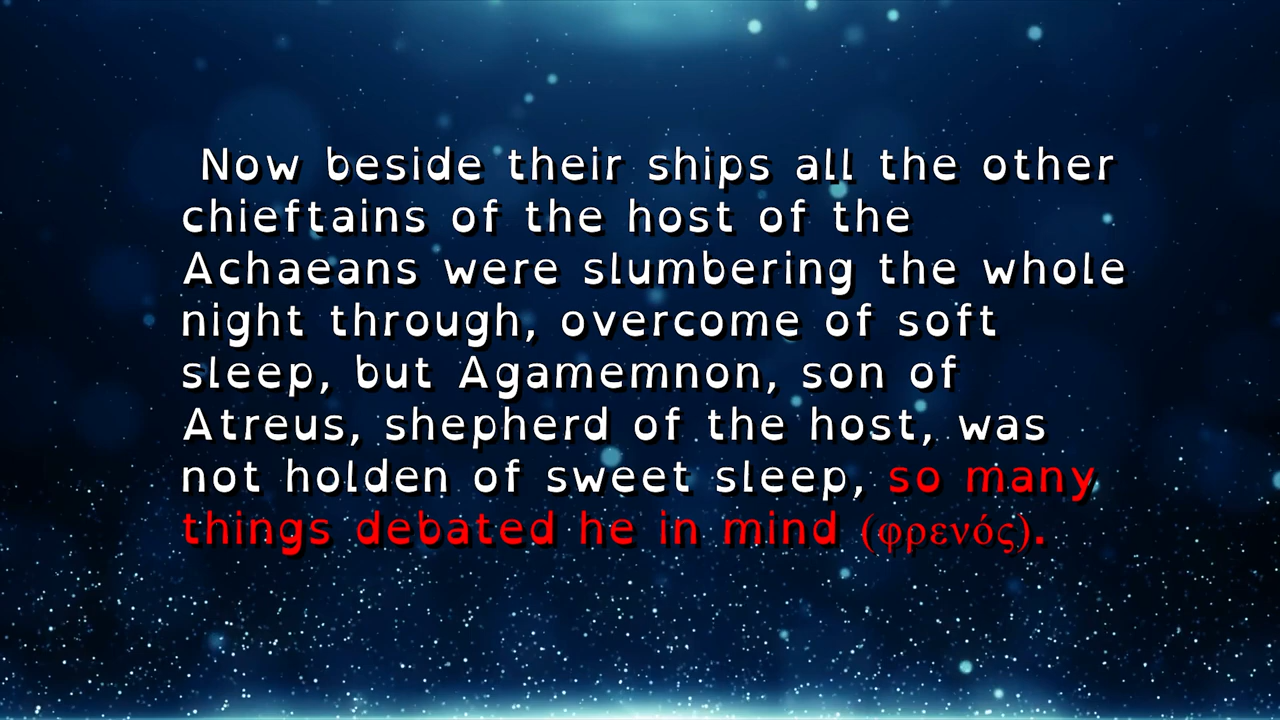 Now beside their ships all the other
chieftains of the host of the
Achaeans were slumbering the whole
night through, overcome of soft
sleep, but Agamemnon, son of
Atreus, shepherd of the host, was
not holden of sweet sleep, so many
things debated he in mind (φρενός).